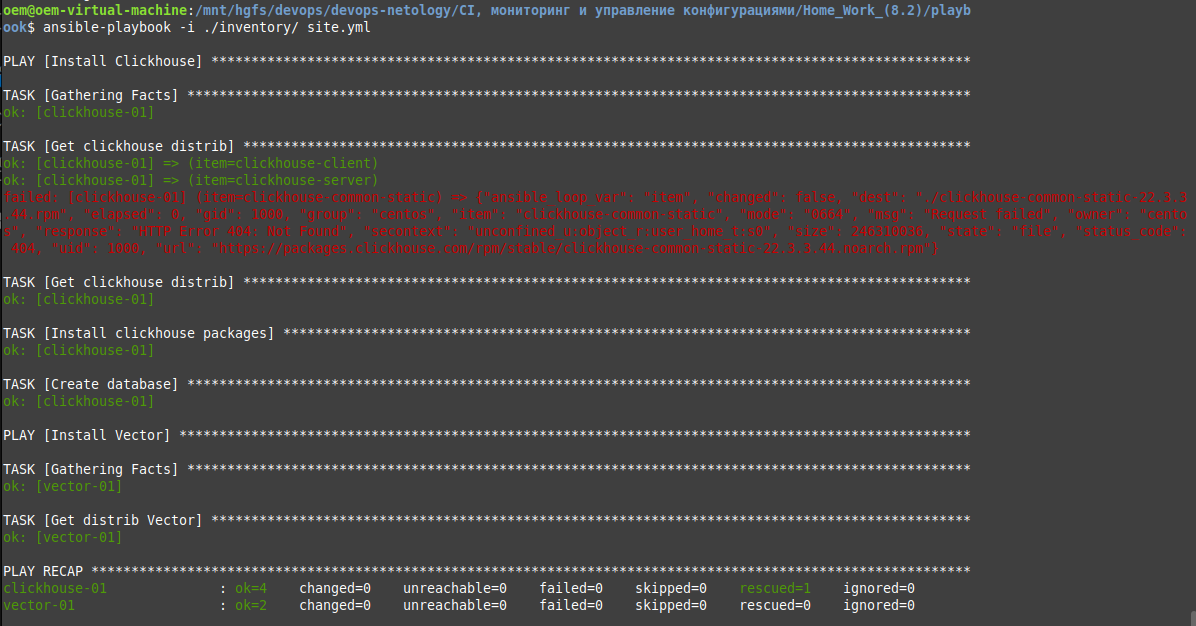 oem@oem-virtual-machine:/mnt/hgfs/devops/devops-netology/CI, мониторинг и управление конфигурациями/Home_Work_(8.2)/playb
ook$ ansible-playbook -i ./inventory/ site.yml
PLAY [Install Clickhouse] ***********************************************************************************************
TASK [Gathering Facts] **************************************************************************************************
ok: [clickhouse-01]
TASK [Get clickhouse distrib] *******************************************************************************************
ok: [clickhouse-01] => (item=clickhouse-client)
ok: [clickhouse-01] => (item=clickhouse-server)
failed: [clickhouse-01] (item=clickhouse-common-static) => {"ansible_loop_var": "item", "changed": false, "dest": "./clickhouse-common-static-22.3.3
.44.rpm", "elapsed": 0, "gid": 1000, "group": "centos", "item": "clickhouse-common-static", "mode": "0664", "msg": "Request failed", "owner": "cento
s", "response": "HTTP Error 404: Not Found", "secontext": "unconfined_u:object_r:user_home_t:s0", "size": 246310036, "state": "file", "status_code":
404, "uid": 1000, "url": "https://packages.clickhouse.com/rpm/stable/clickhouse-common-static-22.3.3.44.noarch.rpm"}
TASK [Get clickhouse distrib] *******************************************************************************************
ok: [clickhouse-01]
TASK [Install clickhouse packages] **************************************************************************************
ok: [clickhouse-01]
TASK [Create database] **************************************************************************************************
ok: [clickhouse-01]
PLAY [Install Vector] ***************************************************************************************************
TASK [Gathering Facts] **************************************************************************************************
ok: [vector-01]
TASK [Get distrib Vector] ***********************************************************************************************
ok: [vector-01]
PLAY RECAP **************************************************************************************************************
clickhouse-01 : ok=4 changed=0 unreachable=0 failed=0 skipped=0 rescued=1 ignored=0
vector-01 : ok=2 changed=0 unreachable=0 failed=0 skipped=0 rescued=0 ignored=0